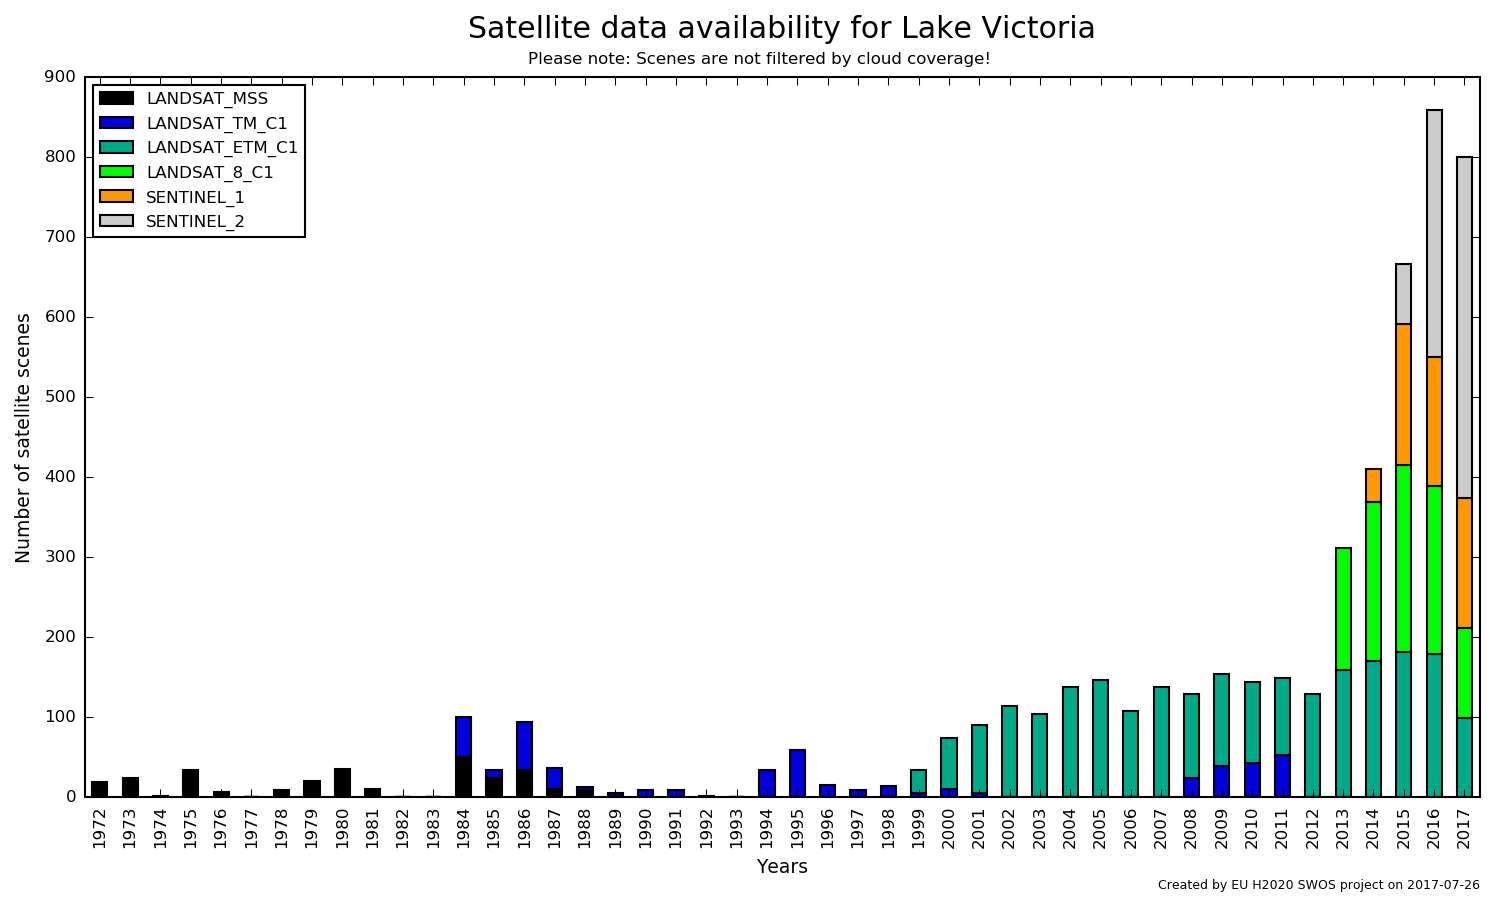 Satellite data availability for Lake Victoria
Please note: Scenes are not filtered by cloud coverage!
900
800
700
600
500
400
300
200
100
0
Number of satellite scenes
LANDSAT_MSS
LANDSAT_TM_C1
LANDSAT_ETM_C1
LANDSAT_8_C1
SENTINEL_1
SENTINEL_2
1972 1973 1974 1975 1976 1977 1978 1979 1980 1981 1982 1983 1984 1985 1986 1987 1988 1989 1990 1991 1992 1993 1994 1995 1996 1997 1998 1999 2000 2001 2002 2003 2004 2005 2006 2007 2008 2009 2010 2011 2012 2013 2014 2015 2016 2017
Years
Created by EU H2020 SWOS project on 2017-07-26